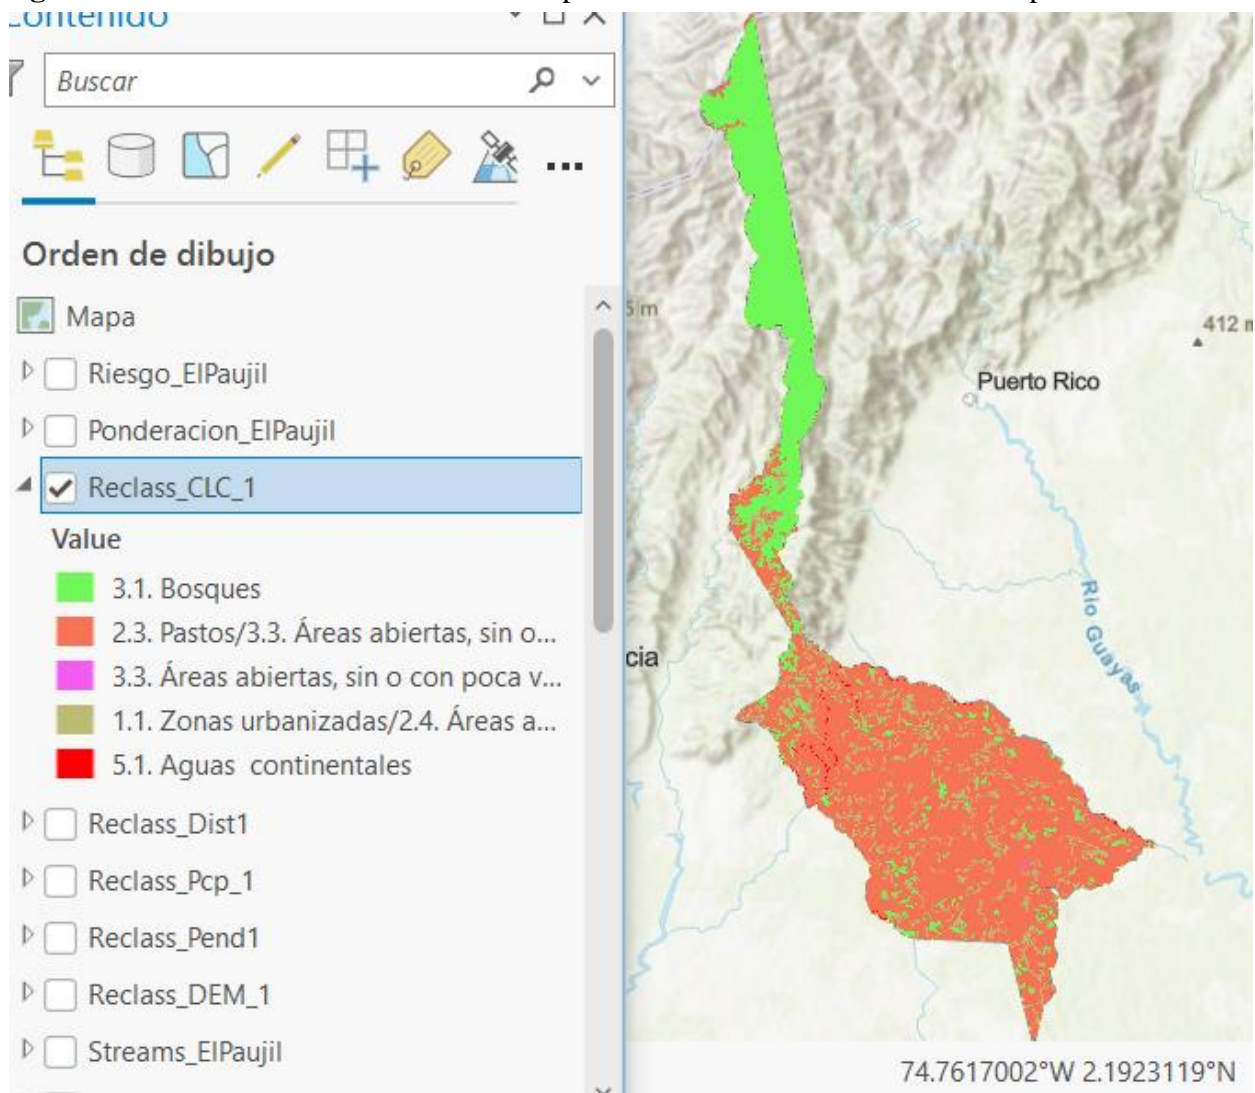 Contenido
Buscar
Orden de dibujo
Mapa
Riesgo_ElPaujil
Ponderacion_ElPaujil
Reclass_CLC_1
Value
3.1. Bosques
2.3. Pastos/3.3. Áreas abiertas, sin o...
3.3. Áreas abiertas, sin o con poca v...
1.1. Zonas urbanizadas/2.4. Áreas a...
5.1. Aguas continentales
Reclass_Dist1
Reclass_Pcp_1
Reclass_Pend1
Reclass_DEM_1
Streams_ElPaujil
5 m
412 m
Puerto Rico
Rio Guayas
cia
74.7617002°W 2.1923119°N